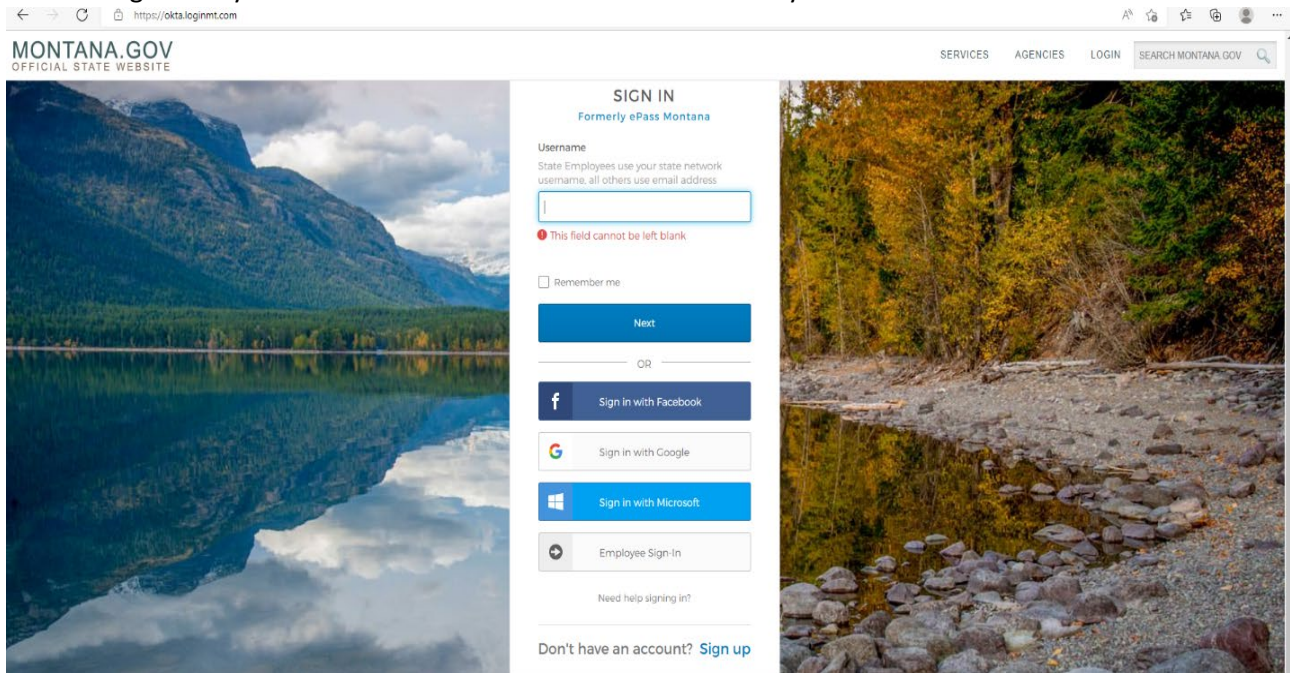 https://okta.loginmt.com
MONTANA.GOV
OFFICIAL STATE WEBSITE
SERVICES AGENCIES LOGIN SEARCH MONTANA.GOV
SIGN IN
Formerly ePass Montana
Username
State Employees use your state network
username, all others use email address
This field cannot be left blank
Remember me
Next
OR
Sign in with Facebook
Sign in with Google
Sign in with Microsoft
Employee Sign-In
Need help signing in?
Don't have an account? Sign up